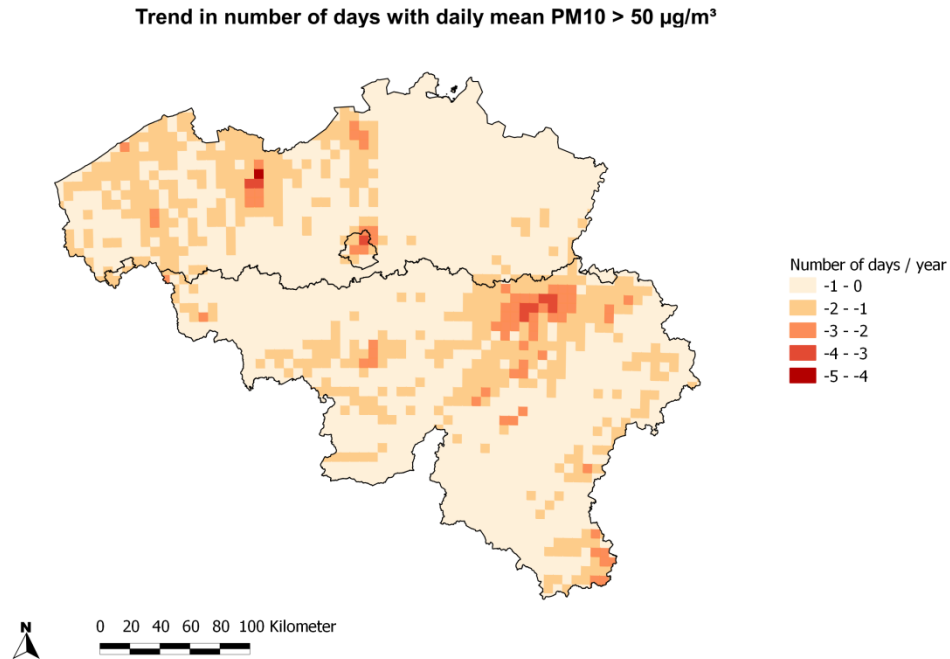 Trend in number of days with daily mean PM10 > 50 µg/m³
Number of days / year
-1 - 0
-2 - -1
-3 - -2
-4 - -3
-5 - -4
N
0 20 40 60 80 100 Kilometer